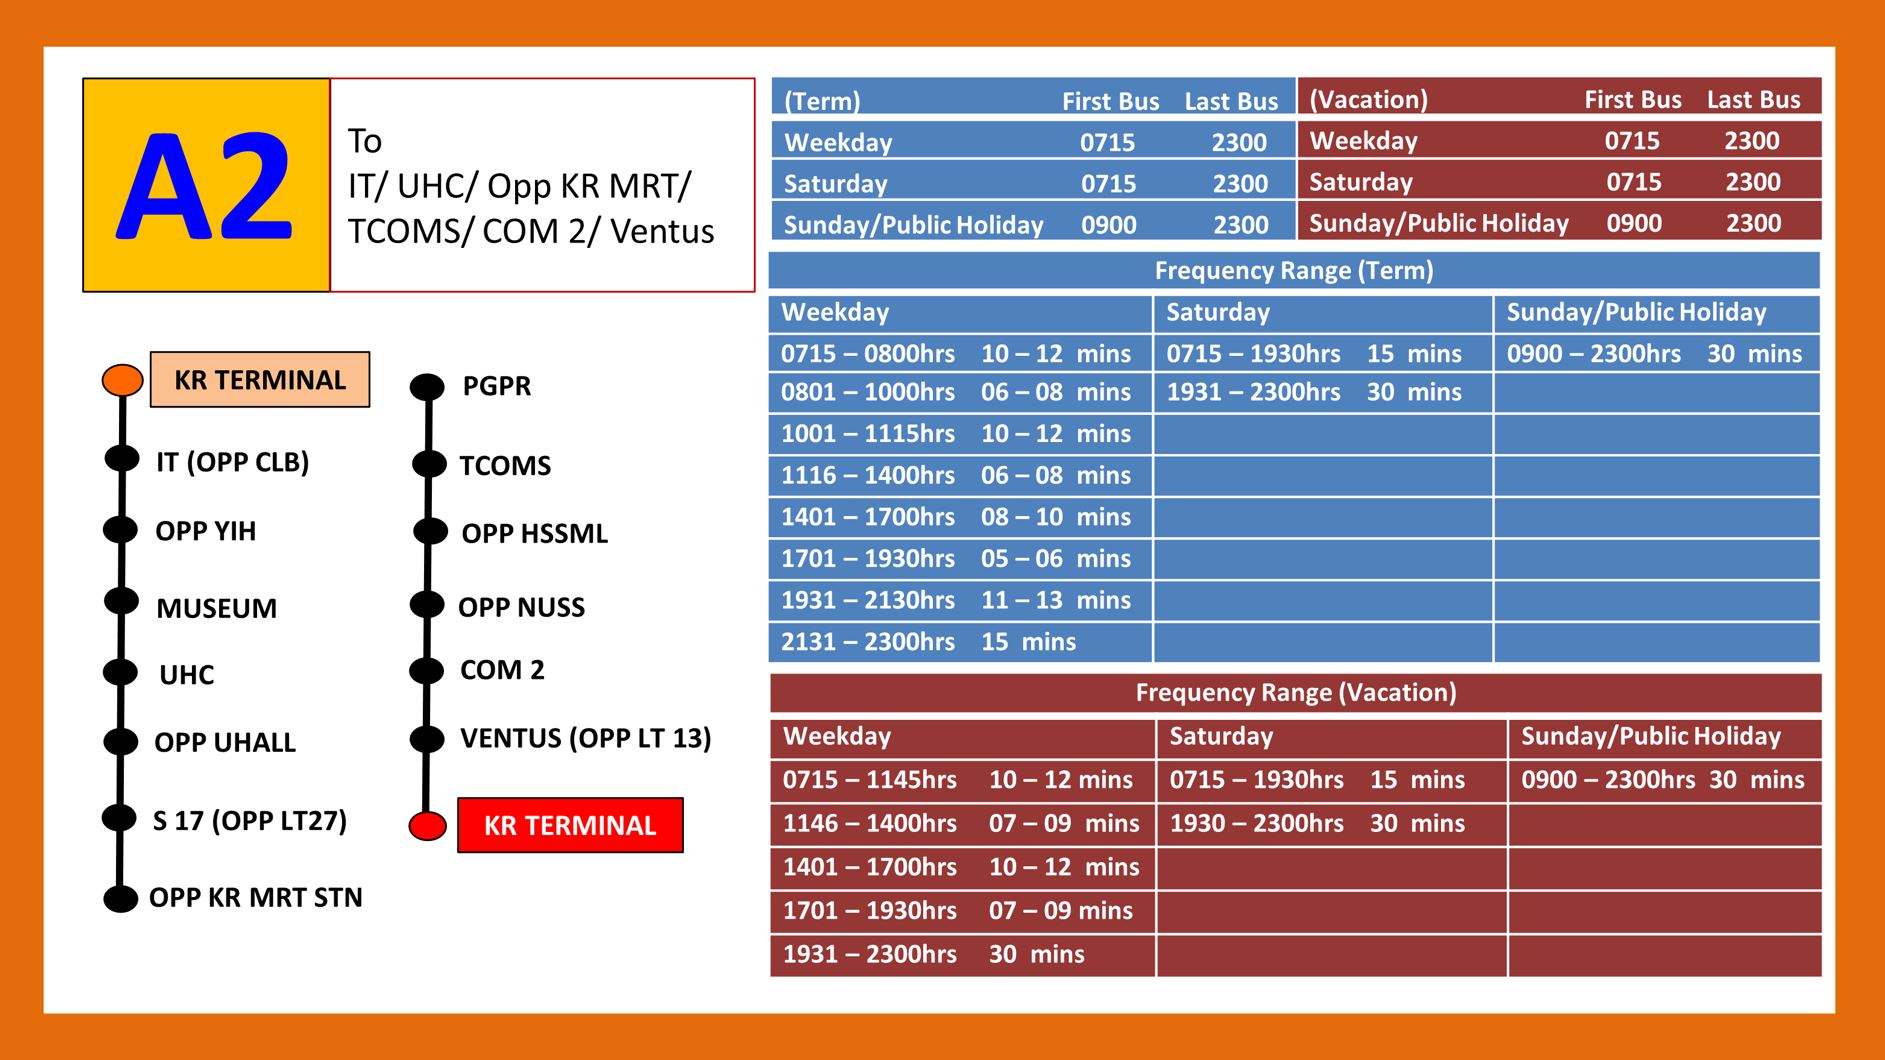 A2
To
IT/ UHC/ Opp KR MRT/
TCOMS/ COM 2/ Ventus
KR TERMINAL
IT (OPP CLB)
OPP YIH
MUSEUM
UHC
OPP UHALL
S 17 (OPP LT27)
OPP KR MRT STN
PGPR
TCOMS
OPP HSSML
OPP NUSS
COM 2
VENTUS (OPP LT 13)
KR TERMINAL
(Term) First Bus Last Bus
Weekday 0715 2300
Saturday 0715 2300
Sunday/Public Holiday 0900 2300
(Vacation) First Bus Last Bus
Weekday 0715 2300
Saturday 0715 2300
Sunday/Public Holiday 0900 2300
Frequency Range (Term)
Weekday Saturday Sunday/Public Holiday
0715 – 0800hrs 10 – 12 mins 0715 – 1930hrs 15 mins 0900 – 2300hrs 30 mins
0801 – 1000hrs 06 – 08 mins 1931 – 2300hrs 30 mins
1001 – 1115hrs 10 – 12 mins
1116 – 1400hrs 06 – 08 mins
1401 – 1700hrs 08 – 10 mins
1701 – 1930hrs 05 – 06 mins
1931 – 2130hrs 11 – 13 mins
2131 – 2300hrs 15 mins
Frequency Range (Vacation)
Weekday Saturday Sunday/Public Holiday
0715 – 1145hrs 10 – 12 mins 0715 – 1930hrs 15 mins 0900 – 2300hrs 30 mins
1146 – 1400hrs 07 – 09 mins 1930 – 2300hrs 30 mins
1401 – 1700hrs 10 – 12 mins
1701 – 1930hrs 07 – 09 mins
1931 – 2300hrs 30 mins